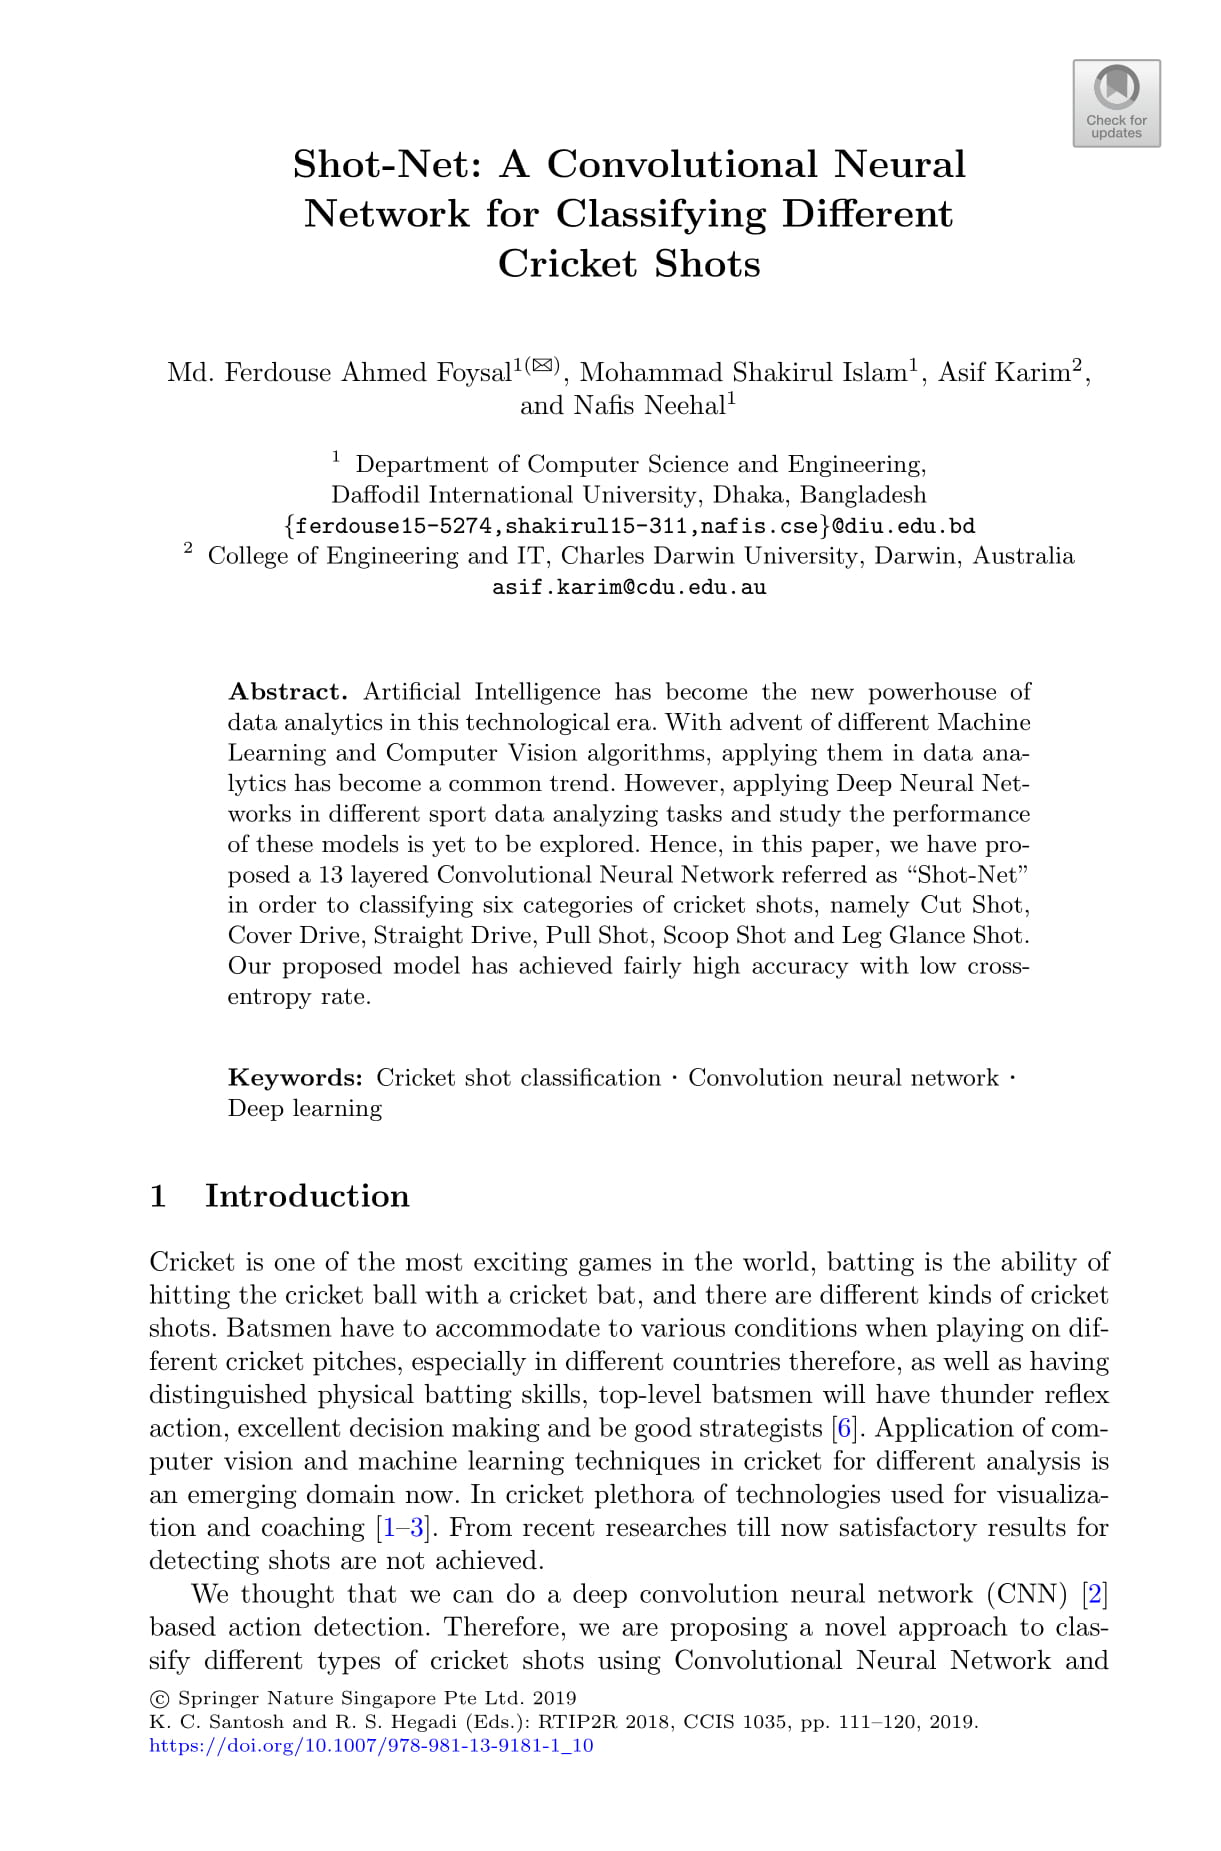 Check for
updates
Shot-Net: A Convolutional Neural
Network for Classifying Different
Cricket Shots
Md. Ferdouse Ahmed Foysal1(✉), Mohammad Shakirul Islam1, Asif Karim2,
and Nafis Neehal1
1 Department of Computer Science and Engineering,
Daffodil International University, Dhaka, Bangladesh
{ferdouse15-5274,shakirul15-311,nafis.cse}@diu.edu.bd
2 College of Engineering and IT, Charles Darwin University, Darwin, Australia
asif.karim@cdu.edu.au
Abstract. Artificial Intelligence has become the new powerhouse of
data analytics in this technological era. With advent of different Machine
Learning and Computer Vision algorithms, applying them in data ana-
lytics has become a common trend. However, applying Deep Neural Net-
works in different sport data analyzing tasks and study the performance
of these models is yet to be explored. Hence, in this paper, we have pro-
posed a 13 layered Convolutional Neural Network referred as “Shot-Net”
in order to classifying six categories of cricket shots, namely Cut Shot,
Cover Drive, Straight Drive, Pull Shot, Scoop Shot and Leg Glance Shot.
Our proposed model has achieved fairly high accuracy with low cross-
entropy rate.
Keywords: Cricket shot classification · Convolution neural network ·
Deep learning
1 Introduction
Cricket is one of the most exciting games in the world, batting is the ability of
hitting the cricket ball with a cricket bat, and there are different kinds of cricket
shots. Batsmen have to accommodate to various conditions when playing on dif-
ferent cricket pitches, especially in different countries therefore, as well as having
distinguished physical batting skills, top-level batsmen will have thunder reflex
action, excellent decision making and be good strategists [6]. Application of com-
puter vision and machine learning techniques in cricket for different analysis is
an emerging domain now. In cricket plethora of technologies used for visualiza-
tion and coaching [1–3]. From recent researches till now satisfactory results for
detecting shots are not achieved.
We thought that we can do a deep convolution neural network (CNN) [2]
based action detection. Therefore, we are proposing a novel approach to clas-
sify different types of cricket shots using Convolutional Neural Network and
© Springer Nature Singapore Pte Ltd. 2019
K. C. Santosh and R. S. Hegadi (Eds.): RTIP2R 2018, CCIS 1035, pp. 111–120, 2019.
https://doi.org/10.1007/978-981-13-9181-1_10